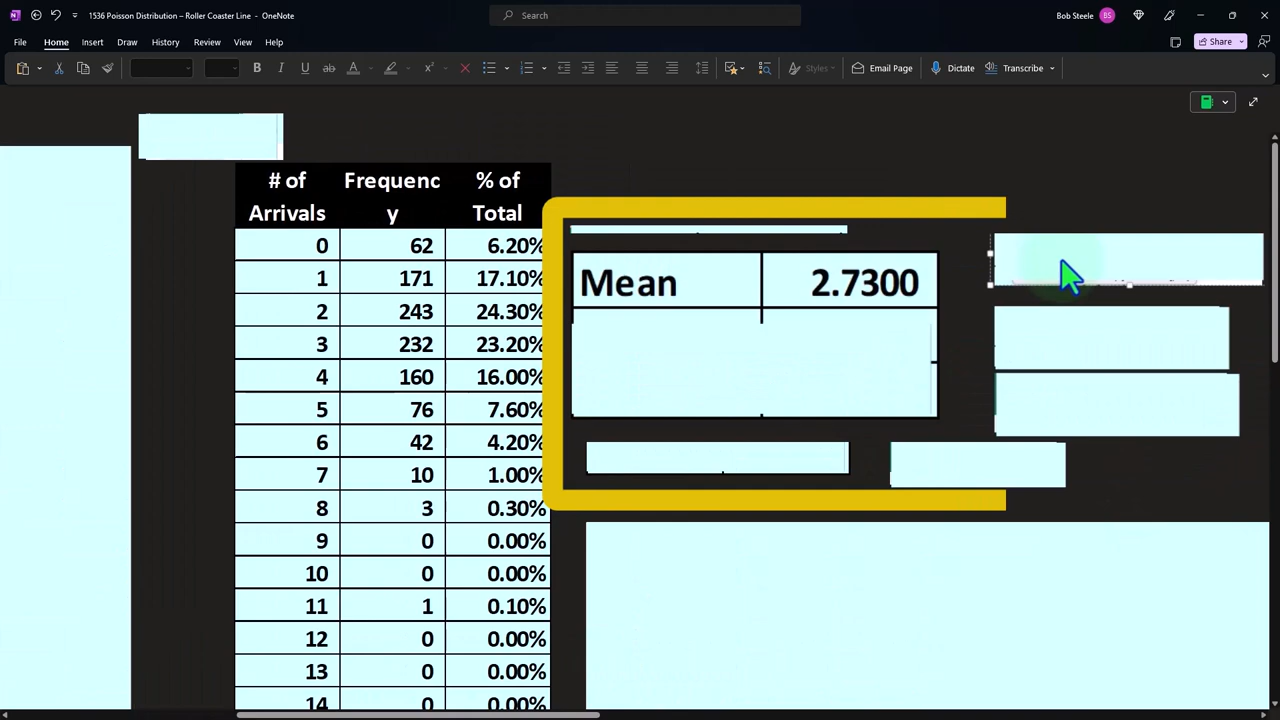 1536 Poisson Distribution – Roller Coaster Line - OneNote
Search
Bob Steele
BS
File
Home
Insert
Draw
History
Review
View
Help
Share
B I U ab A
Styles
Email Page
Dictate
Transcribe
# of Arrivals Frequency % of Total
0 62 6.20%
1 171 17.10%
2 243 24.30%
3 232 23.20%
4 160 16.00%
5 76 7.60%
6 42 4.20%
7 10 1.00%
8 3 0.30%
9 0 0.00%
10 0 0.00%
11 1 0.10%
12 0 0.00%
13 0 0.00%
14 0 0.00%
Mean 2.7300